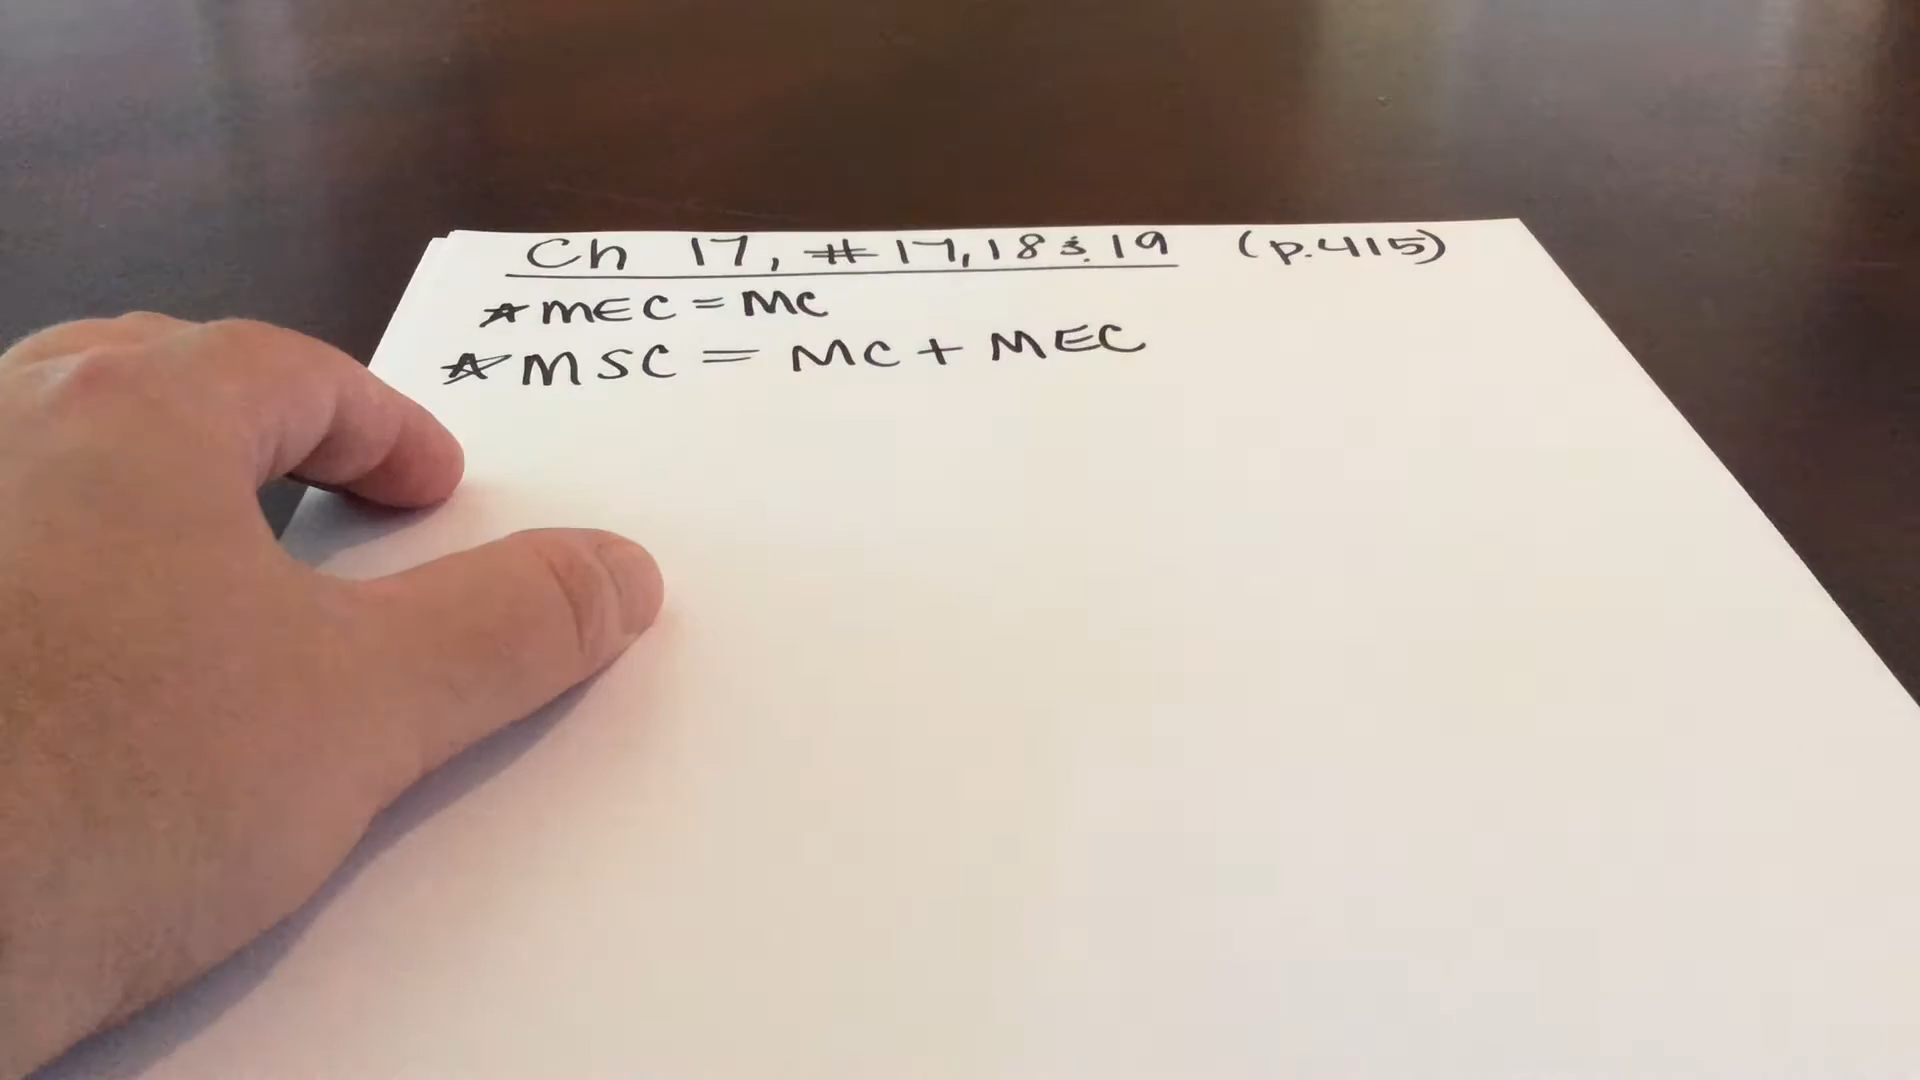 Ch 17, # 17, 18 & 19 (p.415)
☆ MEC = MC
☆ MSC = MC + MEC